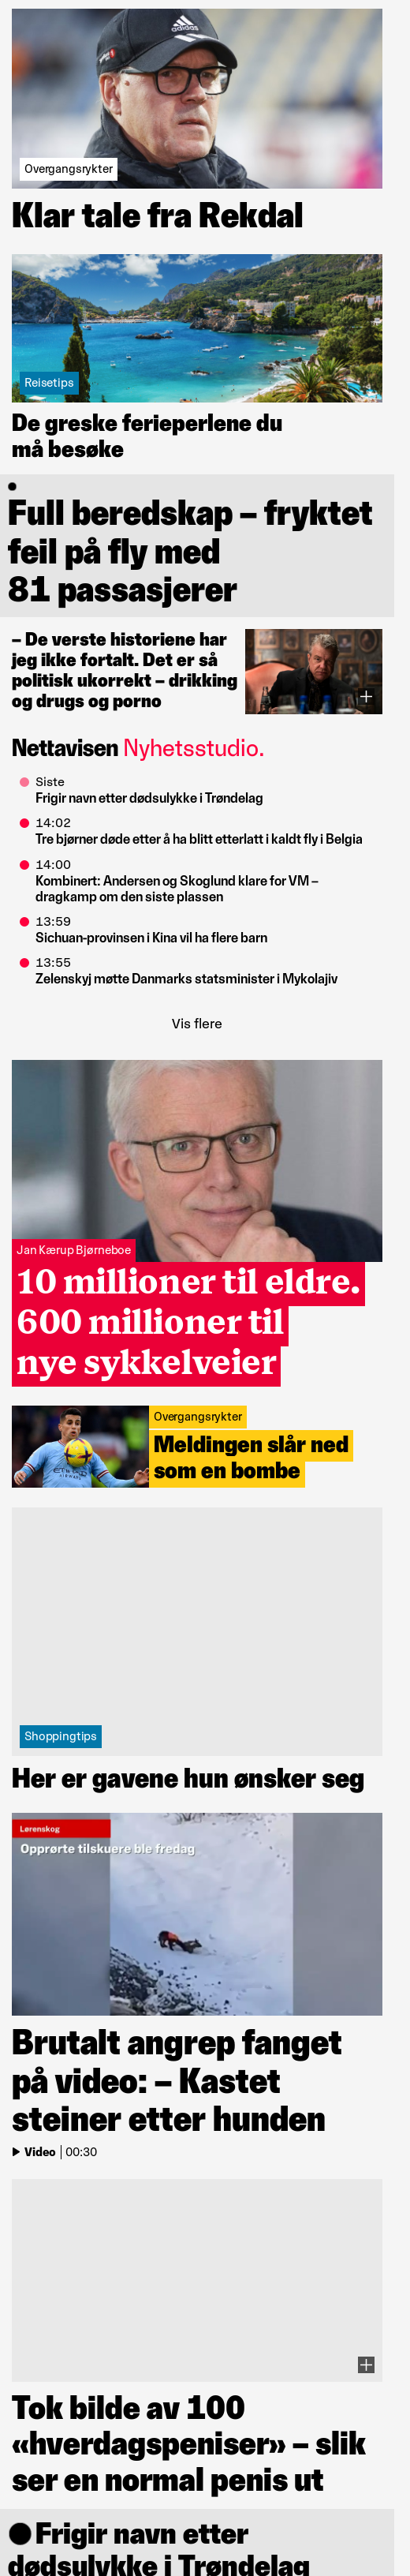 adidas
Overgangsrykter
Klar tale fra Rekdal
Reisetips
De greske ferieperlene du
må besøke
Full beredskap – fryktet
feil på fly med
81 passasjerer
– De verste historiene har
jeg ikke fortalt. Det er så
politisk ukorrekt – drikking
og drugs og porno
Nettavisen Nyhetsstudio.
Siste
Frigir navn etter dødsulykke i Trøndelag
14:02
Tre bjørner døde etter å ha blitt etterlatt i kaldt fly i Belgia
14:00
Kombinert: Andersen og Skoglund klare for VM –
dragkamp om den siste plassen
13:59
Sichuan-provinsen i Kina vil ha flere barn
13:55
Zelenskyj møtte Danmarks statsminister i Mykolajiv
Vis flere
Jan Kærup Bjørneboe
10 millioner til eldre.
600 millioner til
nye sykkelveier
Overgangsrykter
Meldingen slår ned
som en bombe
Shoppingtips
Her er gavene hun ønsker seg
Lørenskog
Opprørte tilskuere ble fredag
Brutalt angrep fanget
på video: – Kastet
steiner etter hunden
Video | 00:30
Tok bilde av 100
«hverdagspeniser» – slik
ser en normal penis ut
Frigir navn etter
dødsulykke i Trøndelag